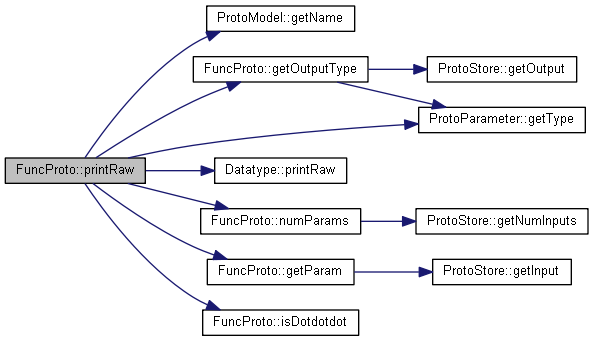 ProtoModel::getName
FuncProto::getOutputType
ProtoStore::getOutput
ProtoParameter::getType
FuncProto::printRaw
Datatype::printRaw
FuncProto::numParams
ProtoStore::getNumInputs
FuncProto::getParam
ProtoStore::getInput
FuncProto::isDotdotdot